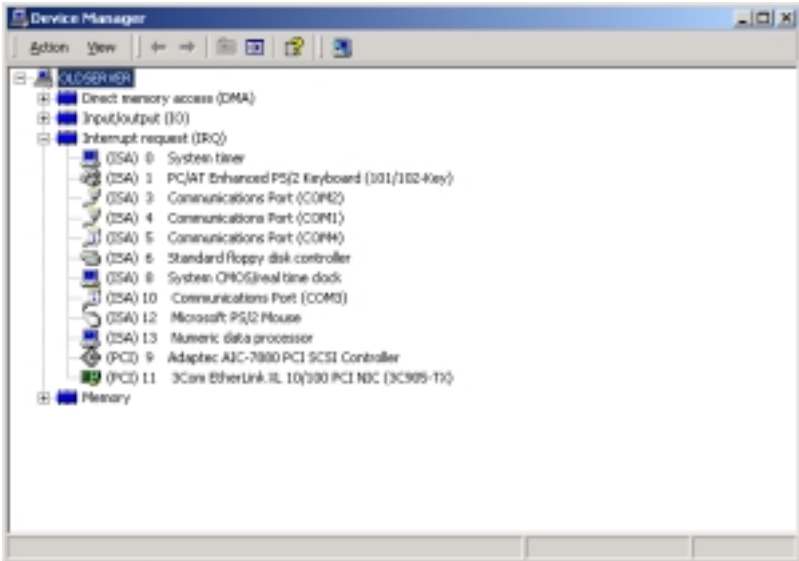 Device Manager
Action View
OLDSERVER
Direct memory access (DMA)
Input/output (IO)
Interrupt request (IRQ)
(ISA) 0 System timer
(ISA) 1 PC/AT Enhanced PS/2 Keyboard (101/102-Key)
(ISA) 3 Communications Port (COM2)
(ISA) 4 Communications Port (COM1)
(ISA) 5 Communications Port (COM4)
(ISA) 6 Standard floppy disk controller
(ISA) 8 System CMOS/real time clock
(ISA) 10 Communications Port (COM3)
(ISA) 12 Microsoft PS/2 Mouse
(ISA) 13 Numeric data processor
(PCI) 9 Adaptec AIC-7880 PCI SCSI Controller
(PCI) 11 3Com EtherLink XL 10/100 PCI NIC (3C905-TX)
Memory